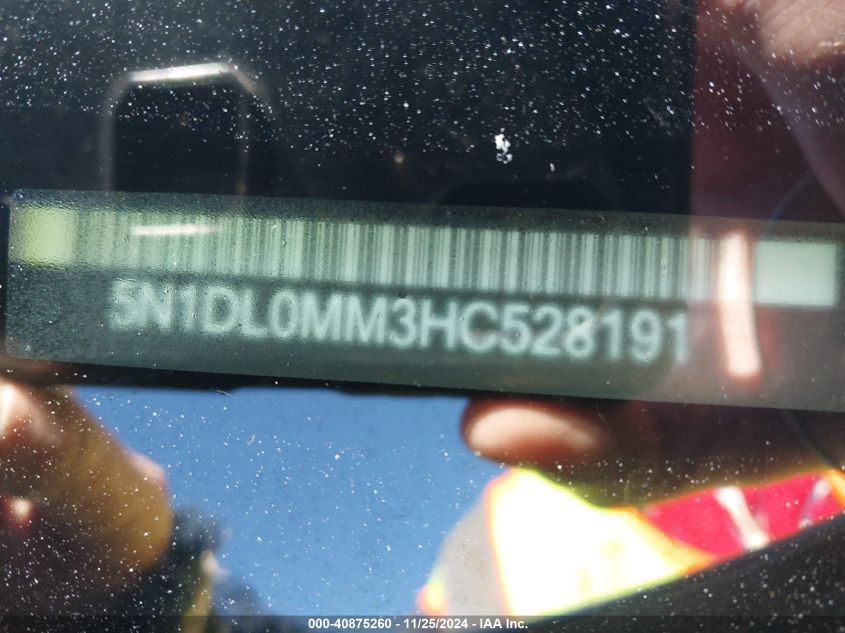 5N1DL0MM3HC528191
000-40875260 - 11/25/2024 - IAA Inc.